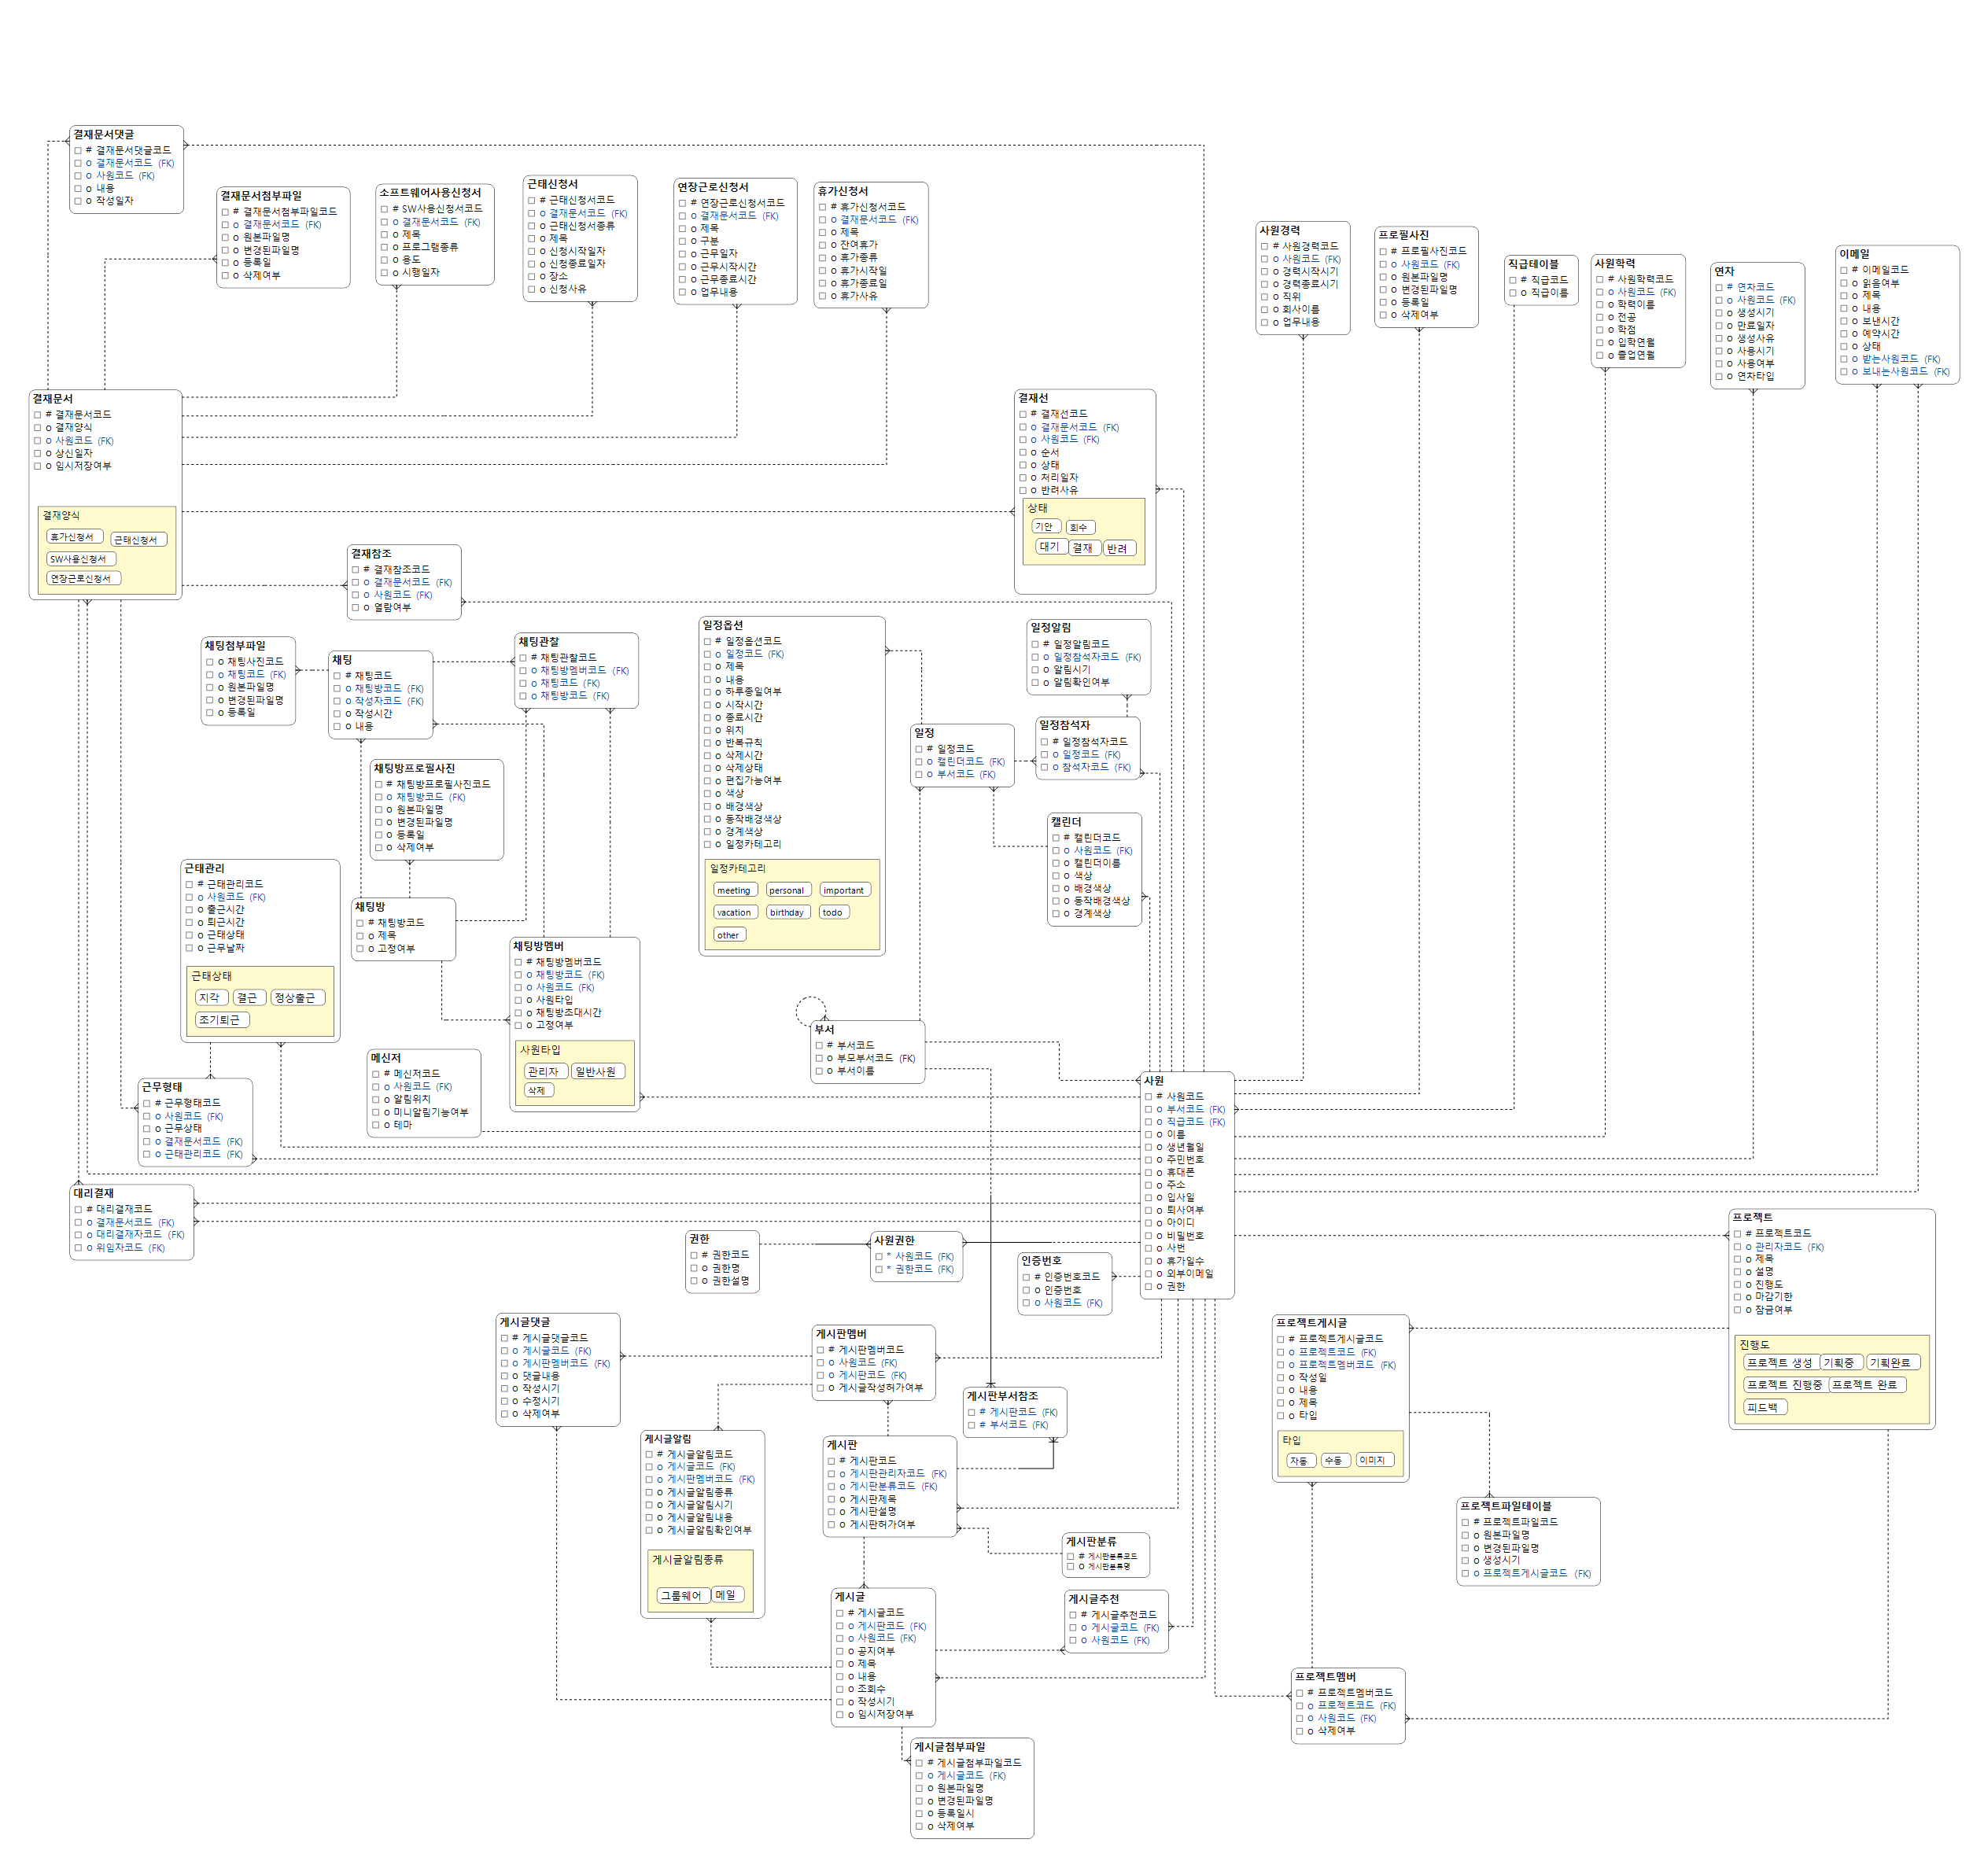 결재문서댓글
# 결재문서댓글코드
o 결재문서코드 (FK)
o 사원코드 (FK)
o 내용
o 작성일자
결재문서첨부파일
# 결재문서첨부파일코드
o 결재문서코드 (FK)
o 원본파일명
o 변경된파일명
o 등록일
o 삭제여부
소프트웨어사용신청서
# SW사용신청서코드
o 결재문서코드 (FK)
o 제목
o 프로그램종류
o 용도
o 시행일자
근태신청서
# 근태신청서코드
o 결재문서코드 (FK)
o 근태신청서종류
o 제목
o 신청시작일자
o 신청종료일자
o 장소
o 신청사유
연장근로신청서
# 연장근로신청서코드
o 결재문서코드 (FK)
o 제목
o 구분
o 근무일자
o 근무시작시간
o 근무종료시간
o 업무내용
휴가신청서
# 휴가신청서코드
o 결재문서코드 (FK)
o 제목
o 잔여휴가
o 휴가종류
o 휴가시작일
o 휴가종료일
o 휴가사유
사원경력
# 사원경력코드
o 사원코드 (FK)
o 경력시작시기
o 경력종료시기
o 직위
o 회사이름
o 업무내용
프로필사진
# 프로필사진코드
o 사원코드 (FK)
o 원본파일명
o 변경된파일명
o 등록일
o 삭제여부
직급테이블
# 직급코드
o 직급이름
사원학력
# 사원학력코드
o 사원코드 (FK)
o 학력이름
o 전공
o 학점
o 입학연월
o 졸업연월
연차
# 연차코드
o 사원코드 (FK)
o 생성시기
o 만료일자
o 생성사유
o 사용시기
o 사용여부
o 연차타입
이메일
# 이메일코드
o 읽음여부
o 제목
o 내용
o 보낸시간
o 예약시간
o 상태
o 받는사원코드 (FK)
o 보내는사원코드 (FK)
결재문서
# 결재문서코드
o 결재양식
o 사원코드 (FK)
o 상신일자
o 임시저장여부
결재양식
휴가신청서
근태신청서
SW사용신청서
연장근로신청서
결재선
# 결재선코드
o 결재문서코드 (FK)
o 사원코드 (FK)
o 순서
o 상태
o 처리일자
o 반려사유
상태
기안
회수
대기
결재
반려
결재참조
# 결재참조코드
o 결재문서코드 (FK)
o 사원코드 (FK)
o 열람여부
채팅첨부파일
o 채팅사진코드
o 채팅코드 (FK)
o 원본파일명
o 변경된파일명
o 등록일
채팅
# 채팅코드
o 채팅방코드 (FK)
o 작성자코드 (FK)
o 작성시간
o 내용
채팅관찰
# 채팅관찰코드
o 채팅방멤버코드 (FK)
o 채팅코드 (FK)
o 채팅방코드 (FK)
일정옵션
# 일정옵션코드
o 일정코드 (FK)
o 제목
o 내용
o 하루종일여부
o 시작시간
o 종료시간
o 위치
o 반복규칙
o 삭제시간
o 삭제상태
o 편집가능여부
o 색상
o 배경색상
o 동작배경색상
o 경계색상
o 일정카테고리
일정카테고리
meeting
personal
important
vacation
birthday
todo
other
일정알림
# 일정알림코드
o 일정참석자코드 (FK)
o 알림시기
o 알림확인여부
일정
# 일정코드
o 캘린더코드 (FK)
o 부서코드 (FK)
일정참석자
# 일정참석자코드
o 일정코드 (FK)
o 참석자코드 (FK)
캘린더
# 캘린더코드
o 사원코드 (FK)
o 캘린더이름
o 색상
o 배경색상
o 동작배경색상
o 경계색상
채팅방프로필사진
# 채팅방프로필사진코드
o 채팅방코드 (FK)
o 원본파일명
o 변경된파일명
o 등록일
o 삭제여부
근태관리
# 근태관리코드
o 사원코드 (FK)
o 출근시간
o 퇴근시간
o 근태상태
o 근무날짜
근태상태
지각
결근
정상출근
조기퇴근
채팅방
# 채팅방코드
o 제목
o 고정여부
채팅방멤버
# 채팅방멤버코드
o 채팅방코드 (FK)
o 사원코드 (FK)
o 사원타입
o 채팅방초대시간
o 고정여부
사원타입
관리자
일반사원
삭제
부서
# 부서코드
o 부모부서코드 (FK)
o 부서이름
메신저
# 메신저코드
o 사원코드 (FK)
o 알림위치
o 미니알림기능여부
o 테마
근무형태
# 근무형태코드
o 사원코드 (FK)
o 근무상태
o 결재문서코드 (FK)
o 근태관리코드 (FK)
사원
# 사원코드
o 부서코드 (FK)
o 직급코드 (FK)
o 이름
o 생년월일
o 주민번호
o 휴대폰
o 주소
o 입사일
o 퇴사여부
o 아이디
o 비밀번호
o 사번
o 휴가일수
o 외부이메일
o 권한
대리결재
# 대리결재코드
o 결재문서코드 (FK)
o 대리결재자코드 (FK)
o 위임자코드 (FK)
권한
# 권한코드
o 권한명
o 권한설명
사원권한
* 사원코드 (FK)
* 권한코드 (FK)
인증번호
# 인증번호코드
o 인증번호
o 사원코드 (FK)
프로젝트
# 프로젝트코드
o 관리자코드 (FK)
o 제목
o 설명
o 진행도
o 마감기한
o 잠금여부
진행도
프로젝트 생성
기획중
기획완료
프로젝트 진행중
프로젝트 완료
피드백
게시글댓글
# 게시글댓글코드
o 게시글코드 (FK)
o 게시판멤버코드 (FK)
o 댓글내용
o 작성시기
o 수정시기
o 삭제여부
게시판멤버
# 게시판멤버코드
o 사원코드 (FK)
o 게시판코드 (FK)
o 게시글작성허가여부
게시판부서참조
# 게시판코드 (FK)
# 부서코드 (FK)
프로젝트게시글
# 프로젝트게시글코드
o 프로젝트코드 (FK)
o 프로젝트멤버코드 (FK)
o 작성일
o 내용
o 제목
o 타입
타입
자동
수동
이미지
게시글알림
# 게시글알림코드
o 게시글코드 (FK)
o 게시판멤버코드 (FK)
o 게시글알림종류
o 게시글알림시기
o 게시글알림내용
o 게시글알림확인여부
게시글알림종류
그룹웨어
메일
게시판
# 게시판코드
o 게시판관리자코드 (FK)
o 게시판분류코드 (FK)
o 게시판제목
o 게시판설명
o 게시판허가여부
게시판분류
# 게시판분류코드
o 게시판분류명
프로젝트파일테이블
# 프로젝트파일코드
o 원본파일명
o 변경된파일명
o 생성시기
o 프로젝트게시글코드 (FK)
게시글
# 게시글코드
o 게시판코드 (FK)
o 사원코드 (FK)
o 공지여부
o 제목
o 내용
o 조회수
o 작성시기
o 임시저장여부
게시글추천
# 게시글추천코드
o 게시글코드 (FK)
o 사원코드 (FK)
프로젝트멤버
# 프로젝트멤버코드
o 프로젝트코드 (FK)
o 사원코드 (FK)
o 삭제여부
게시글첨부파일
# 게시글첨부파일코드
o 게시글코드 (FK)
o 원본파일명
o 변경된파일명
o 등록일시
o 삭제여부